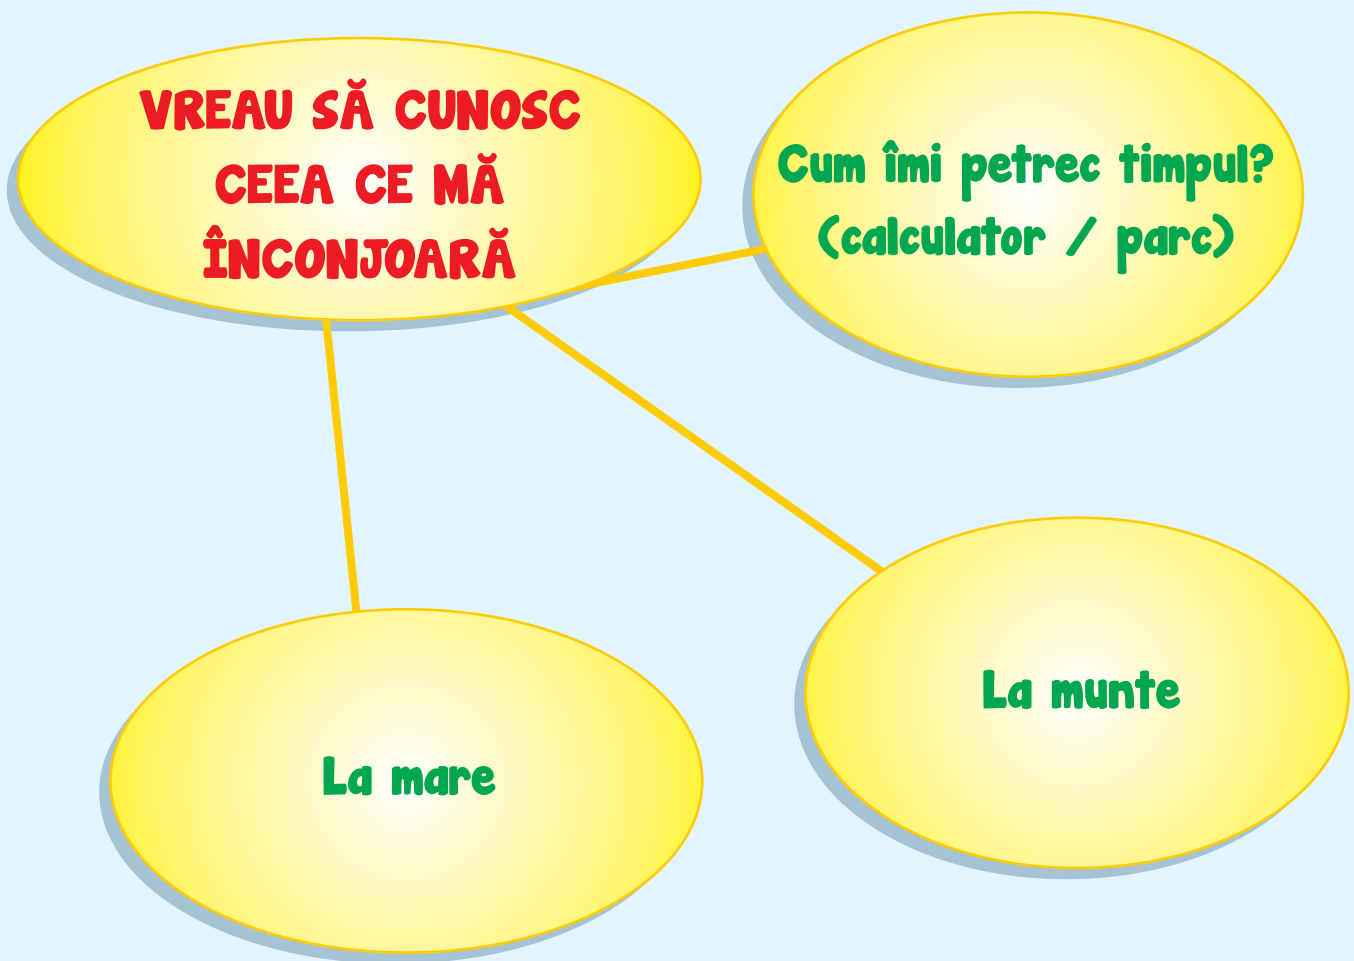 VREAU SĂ CUNOSC
CEEA CE MĂ
ÎNCONJOARĂ
Cum îmi petrec timpul?
(calculator / parc)
La munte
La mare